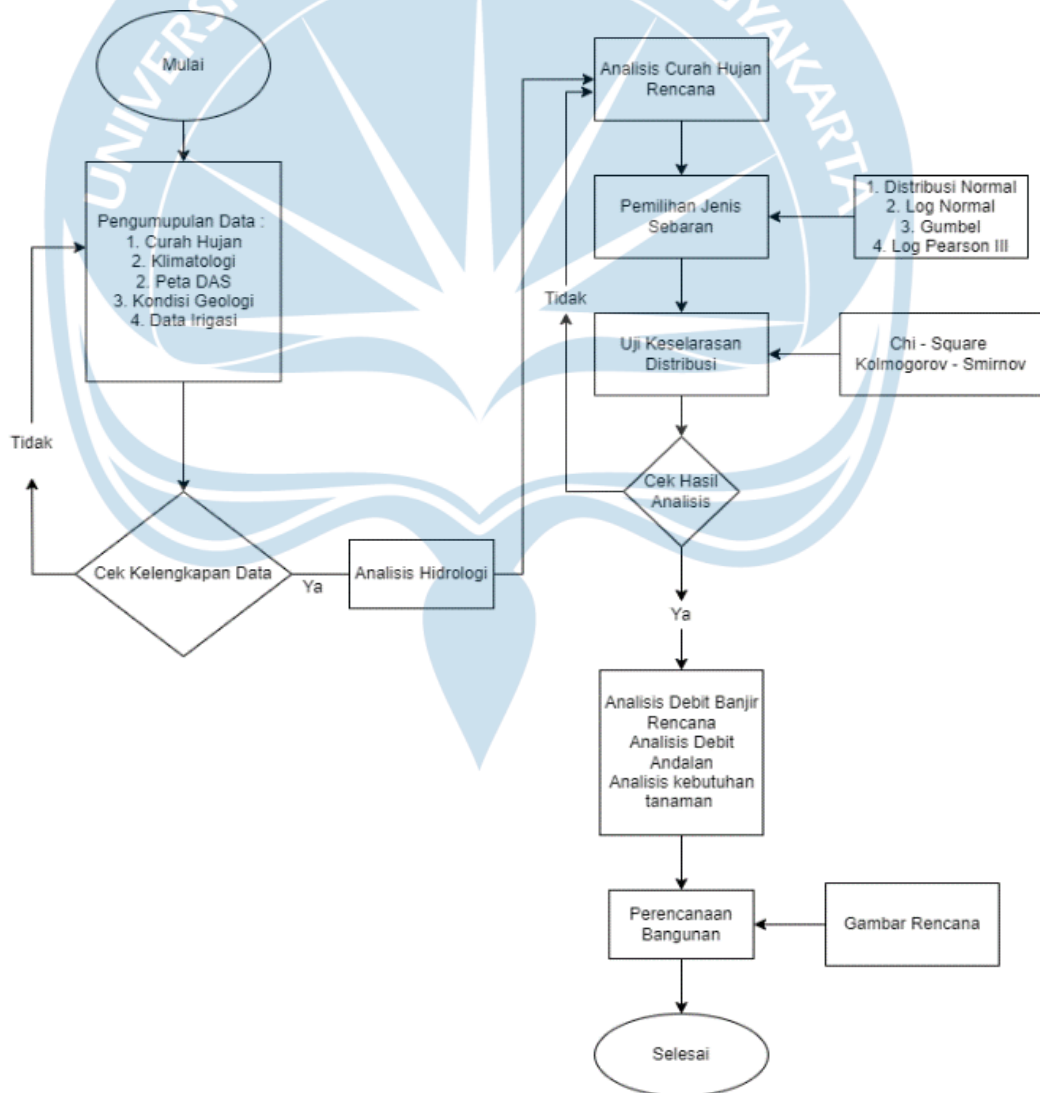 UNIVERSI
GYAKARTA
Mulai
Pengumupulan Data :
1. Curah Hujan
2. Klimatologi
2. Peta DAS
3. Kondisi Geologi
4. Data Irigasi
Tidak
Cek Kelengkapan Data
Ya
Analisis Hidrologi
Analisis Curah Hujan
Rencana
Pemilihan Jenis
Sebaran
1. Distribusi Normal
2. Log Normal
3. Gumbel
4. Log Pearson III
Tidak
Uji Keselarasan
Distribusi
Chi - Square
Kolmogorov - Smirnov
Cek Hasil
Analisis
Ya
Analisis Debit Banjir
Rencana
Analisis Debit
Andalan
Analisis kebutuhan
tanaman
Perencanaan
Bangunan
Gambar Rencana
Selesai